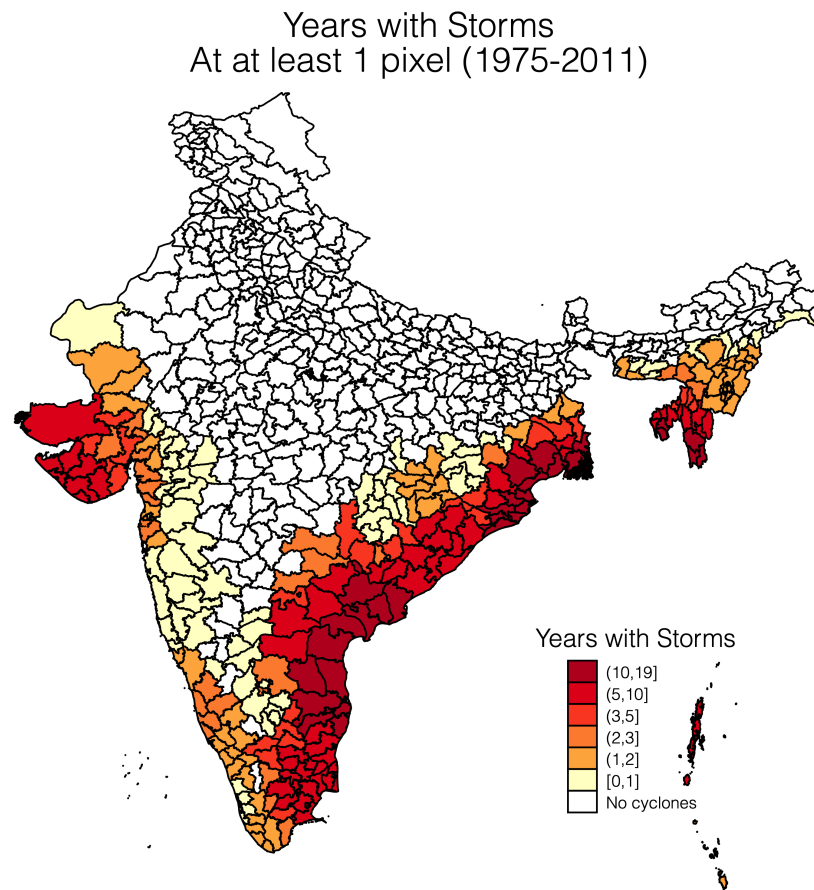 Years with Storms
At at least 1 pixel (1975-2011)
Years with Storms
(10,19]
(5,10]
(3,5]
(2,3]
(1,2]
[0,1]
No cyclones